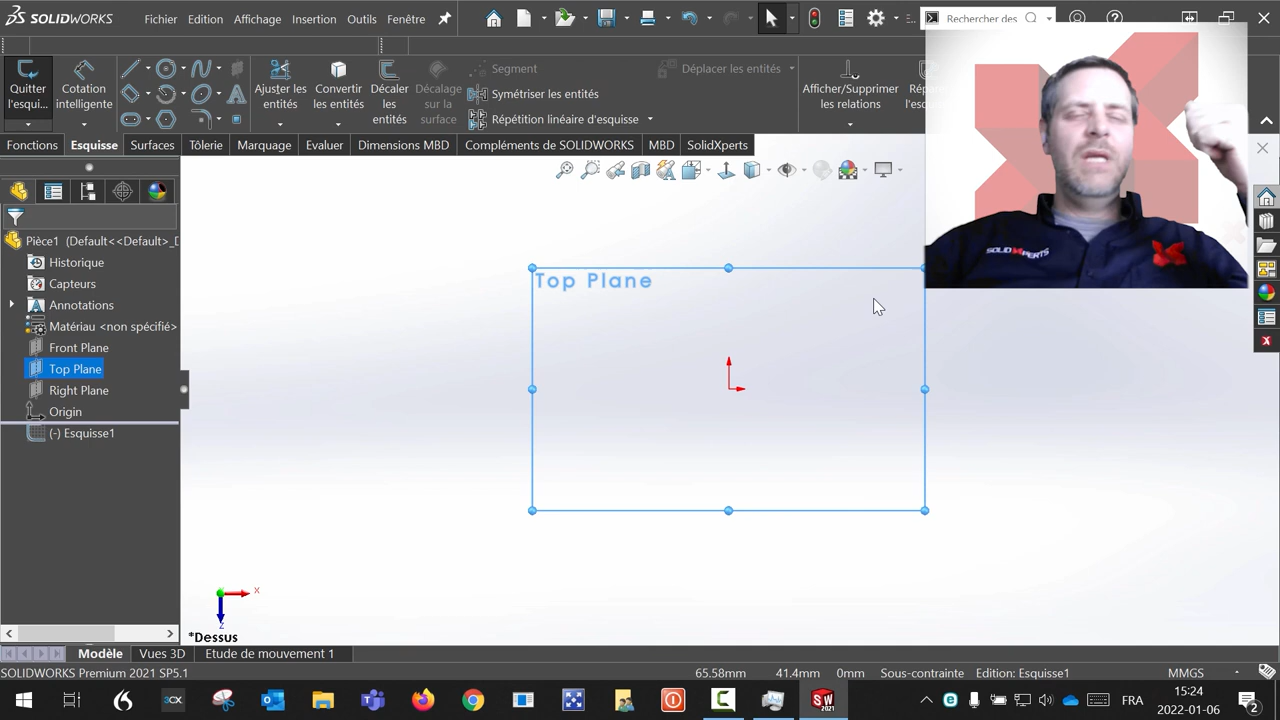 SOLIDWORKS
Fichier Edition Affichage Insertion Outils Fenêtre
Rechercher des
Quitter l'esqui...
Cotation intelligente
Ajuster les entités
Convertir les entités
Décaler les entités
Décalage sur la surface
Segment
Symétriser les entités
Répétition linéaire d'esquisse
Déplacer les entités
Afficher/Supprimer les relations
Fonctions Esquisse Surfaces Tôlerie Marquage Evaluer Dimensions MBD Compléments de SOLIDWORKS MBD SolidXperts
Pièce1 (Default<<Default>_D
Historique
Capteurs
Annotations
Matériau <non spécifié>
Front Plane
Top Plane
Right Plane
Origin
(-) Esquisse1
Top Plane
SOLIDXPERTS
x
z
*Dessus
Modèle Vues 3D Etude de mouvement 1
SOLIDWORKS Premium 2021 SP5.1
65.58mm 41.4mm 0mm Sous-contrainte Edition: Esquisse1 MMGS
FRA
15:24
2022-01-06
2